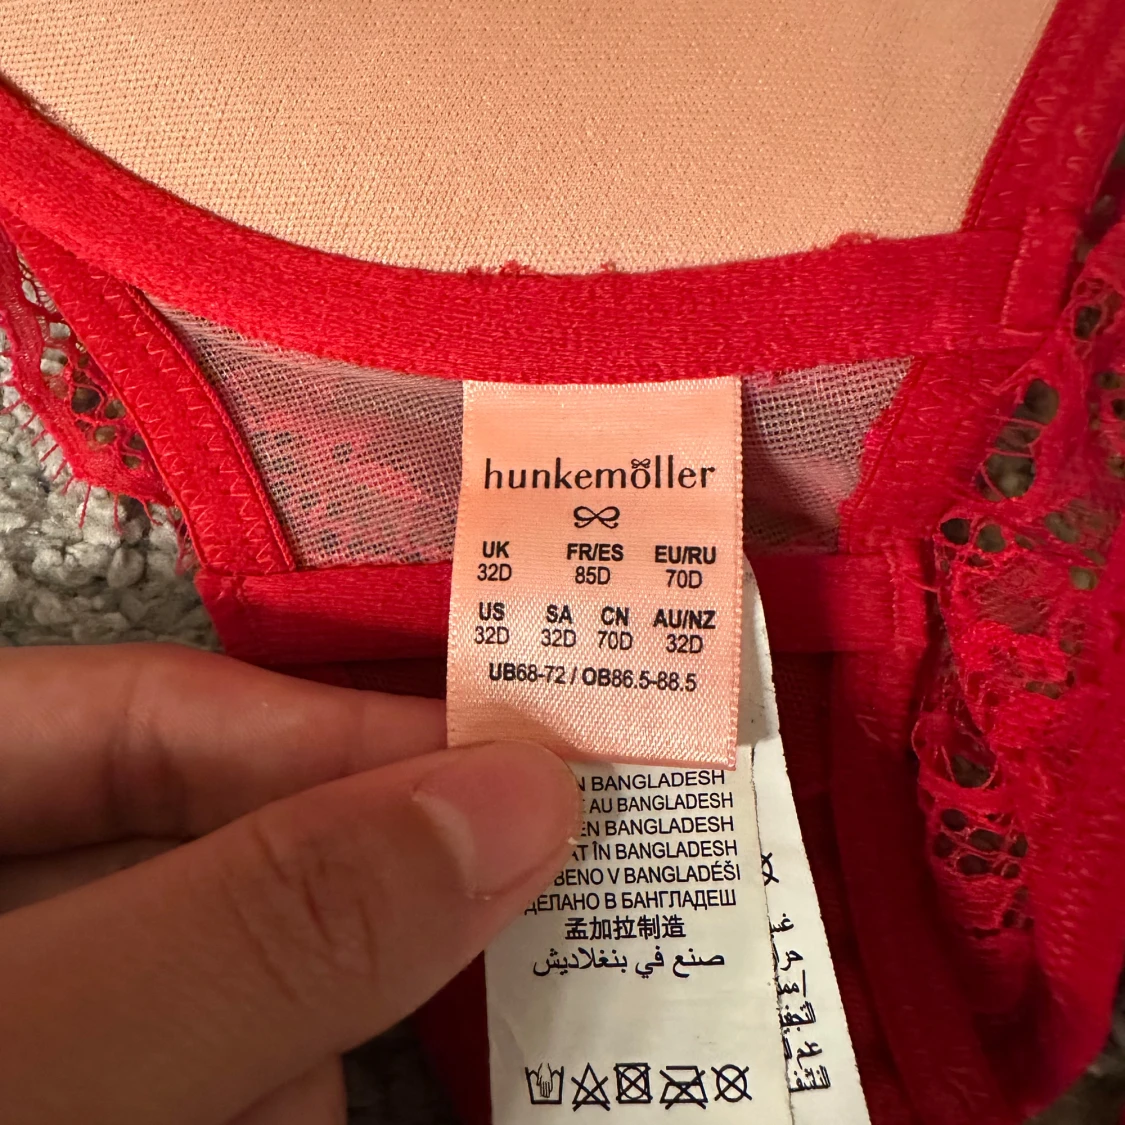 hunkemöller
UK FR/ES EU/RU
32D 85D 70D
US SA CN AU/NZ
32D 32D 70D 32D
UB68-72 / OB86.5-88.5
BANGLADESH
AU BANGLADESH
EN BANGLADESH
ÎN BANGLADESH
V BANGLADÉŠI
ДЕЛАНО В БАНГЛАДЕШ
孟加拉制造
صنع في بنغلاديش